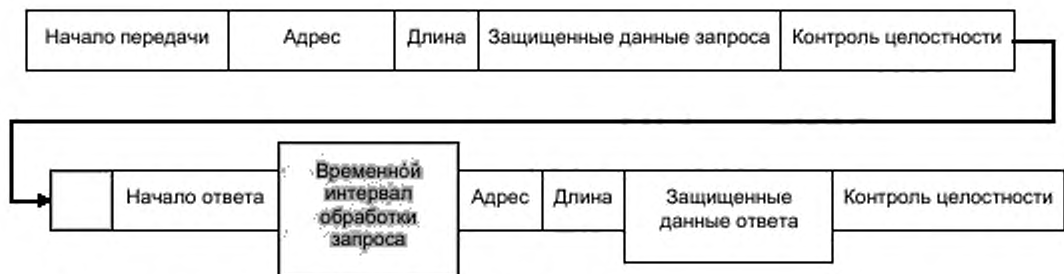 Начало передачи Адрес Длина Защищенные данные запроса Контроль целостности
Начало ответа
Временной
интервал
обработки
запроса
Адрес Длина
Защищенные
данные ответа
Контроль целостности